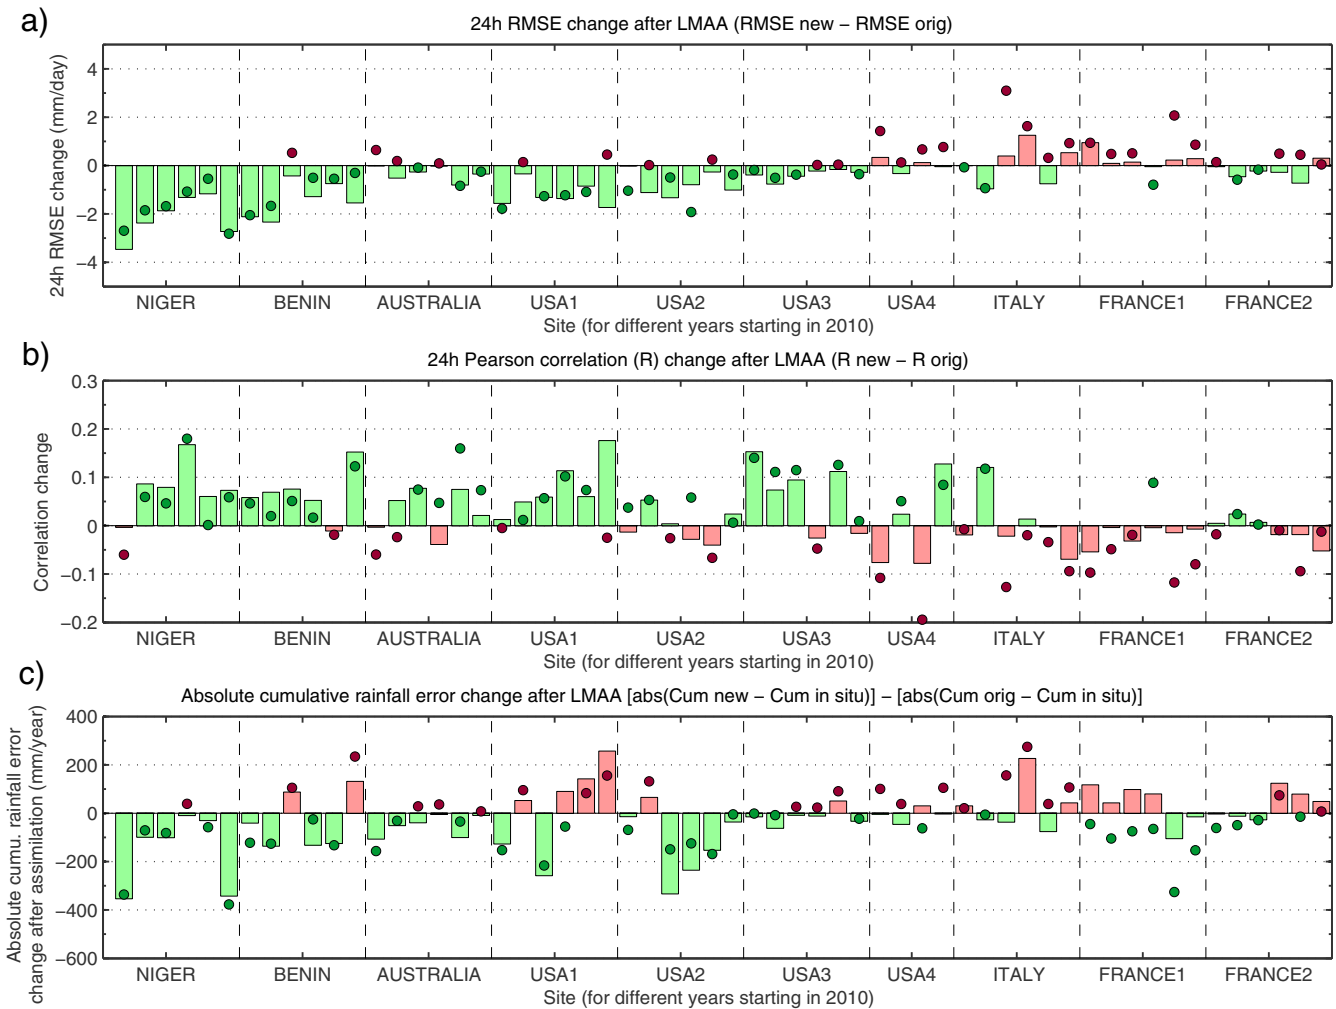 a)
24h RMSE change after LMAA (RMSE new − RMSE orig)
24h RMSE change (mm/day)
4
2
0
−2
−4
NIGER BENIN AUSTRALIA USA1 USA2 USA3 USA4 ITALY FRANCE1 FRANCE2
Site (for different years starting in 2010)
b)
24h Pearson correlation (R) change after LMAA (R new − R orig)
Correlation change
0.3
0.2
0.1
0
−0.1
−0.2
NIGER BENIN AUSTRALIA USA1 USA2 USA3 USA4 ITALY FRANCE1 FRANCE2
Site (for different years starting in 2010)
c)
Absolute cumulative rainfall error change after LMAA [abs(Cum new − Cum in situ)] − [abs(Cum orig − Cum in situ)]
Absolute cumu. rainfall error
change after assimilation (mm/year)
400
200
0
−200
−400
−600
NIGER BENIN AUSTRALIA USA1 USA2 USA3 USA4 ITALY FRANCE1 FRANCE2
Site (for different years starting in 2010)